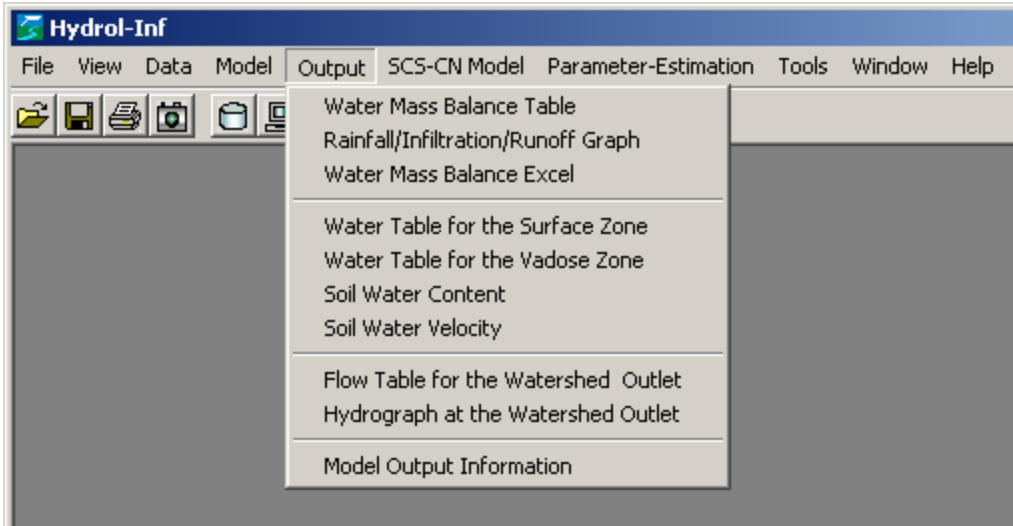 Hydrol-Inf
File View Data Model Output SCS-CN Model Parameter-Estimation Tools Window Help
Water Mass Balance Table
Rainfall/Infiltration/Runoff Graph
Water Mass Balance Excel
Water Table for the Surface Zone
Water Table for the Vadose Zone
Soil Water Content
Soil Water Velocity
Flow Table for the Watershed Outlet
Hydrograph at the Watershed Outlet
Model Output Information